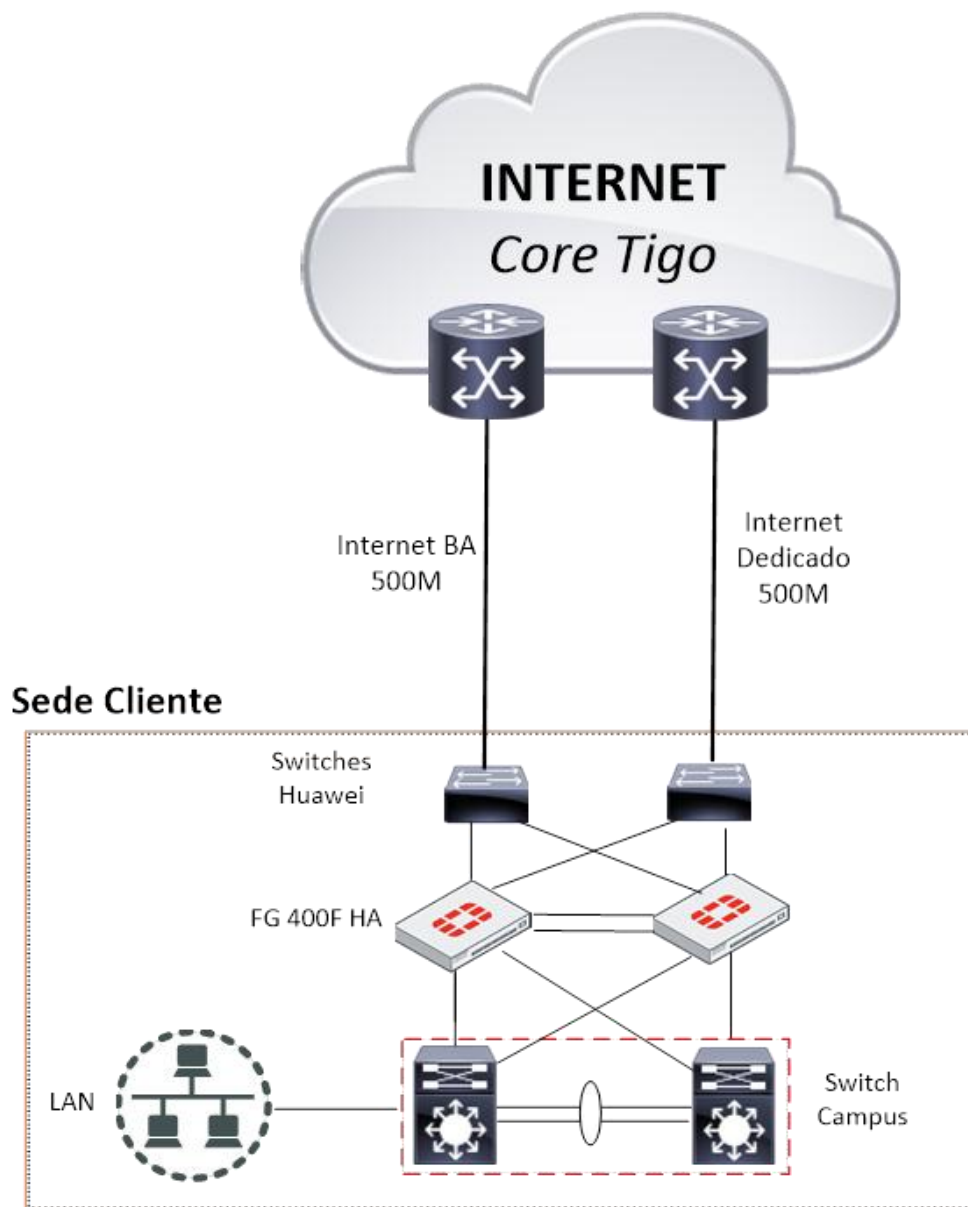 INTERNET
Core Tigo
Internet BA
500M
Internet
Dedicado
500M
Sede Cliente
Switches
Huawei
FG 400F HA
LAN
Switch
Campus